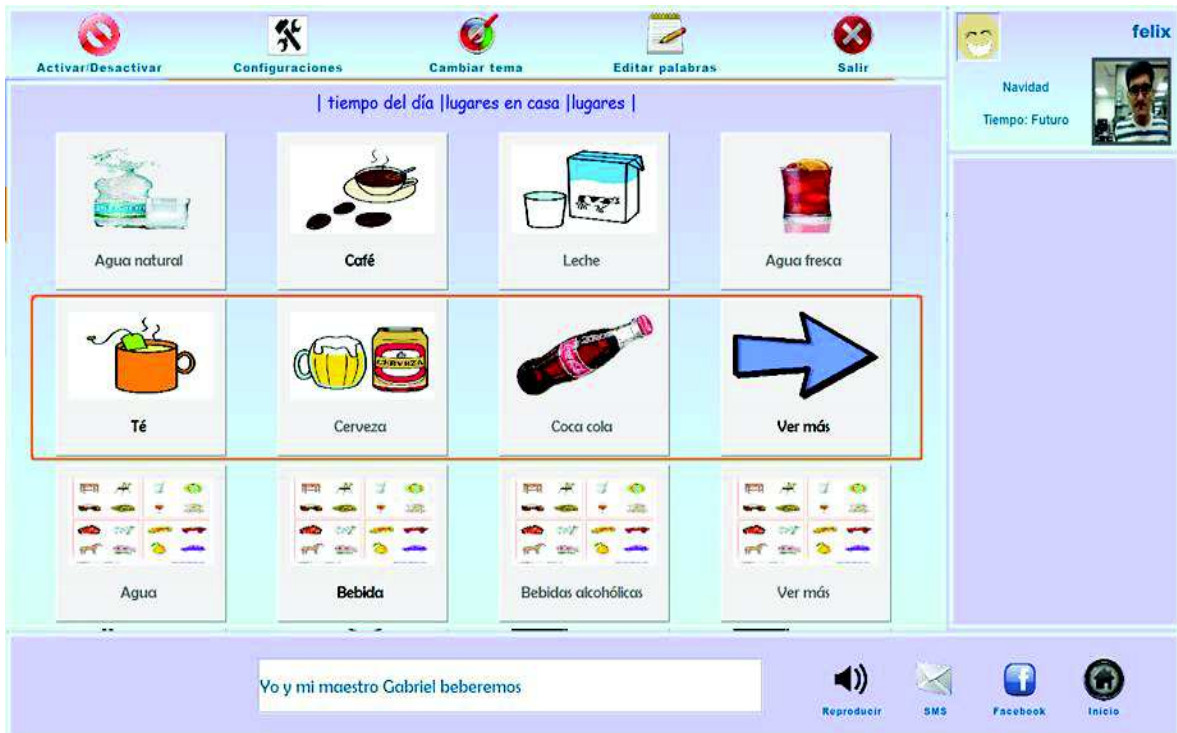 Activar/Desactivar Configuraciones Cambiar tema Editar palabras Salir
felix
Navidad
Tiempo: Futuro
| tiempo del día |lugares en casa |lugares |
Agua natural Café Leche Agua fresca
CERVEZA
Té Cerveza Coca cola Ver más
Agua Bebida Bebidas alcohólicas Ver más
Yo y mi maestro Gabriel beberemos
Reproducir SMS Facebook Inicio